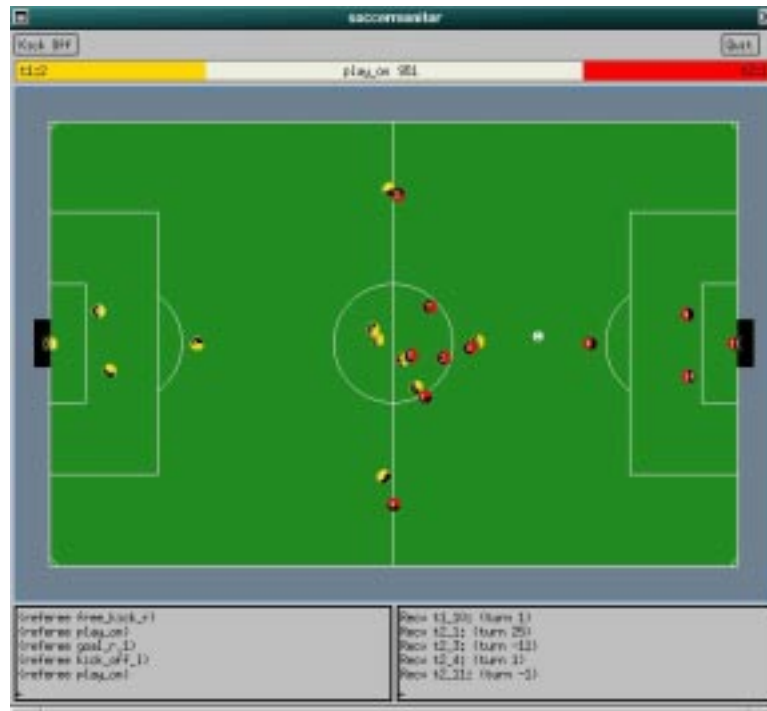 soccermonitor
Kick Off
Quit
t1:2
play_on 951
(referee free_kick_r)
(referee play_on)
(referee goal_r_1)
(referee kick_off_l)
(referee play_on)
Recv t1_10: (turn 1)
Recv t2_1: (turn 25)
Recv t2_3: (turn -11)
Recv t2_4: (turn 1)
Recv t2_11: (turn -1)